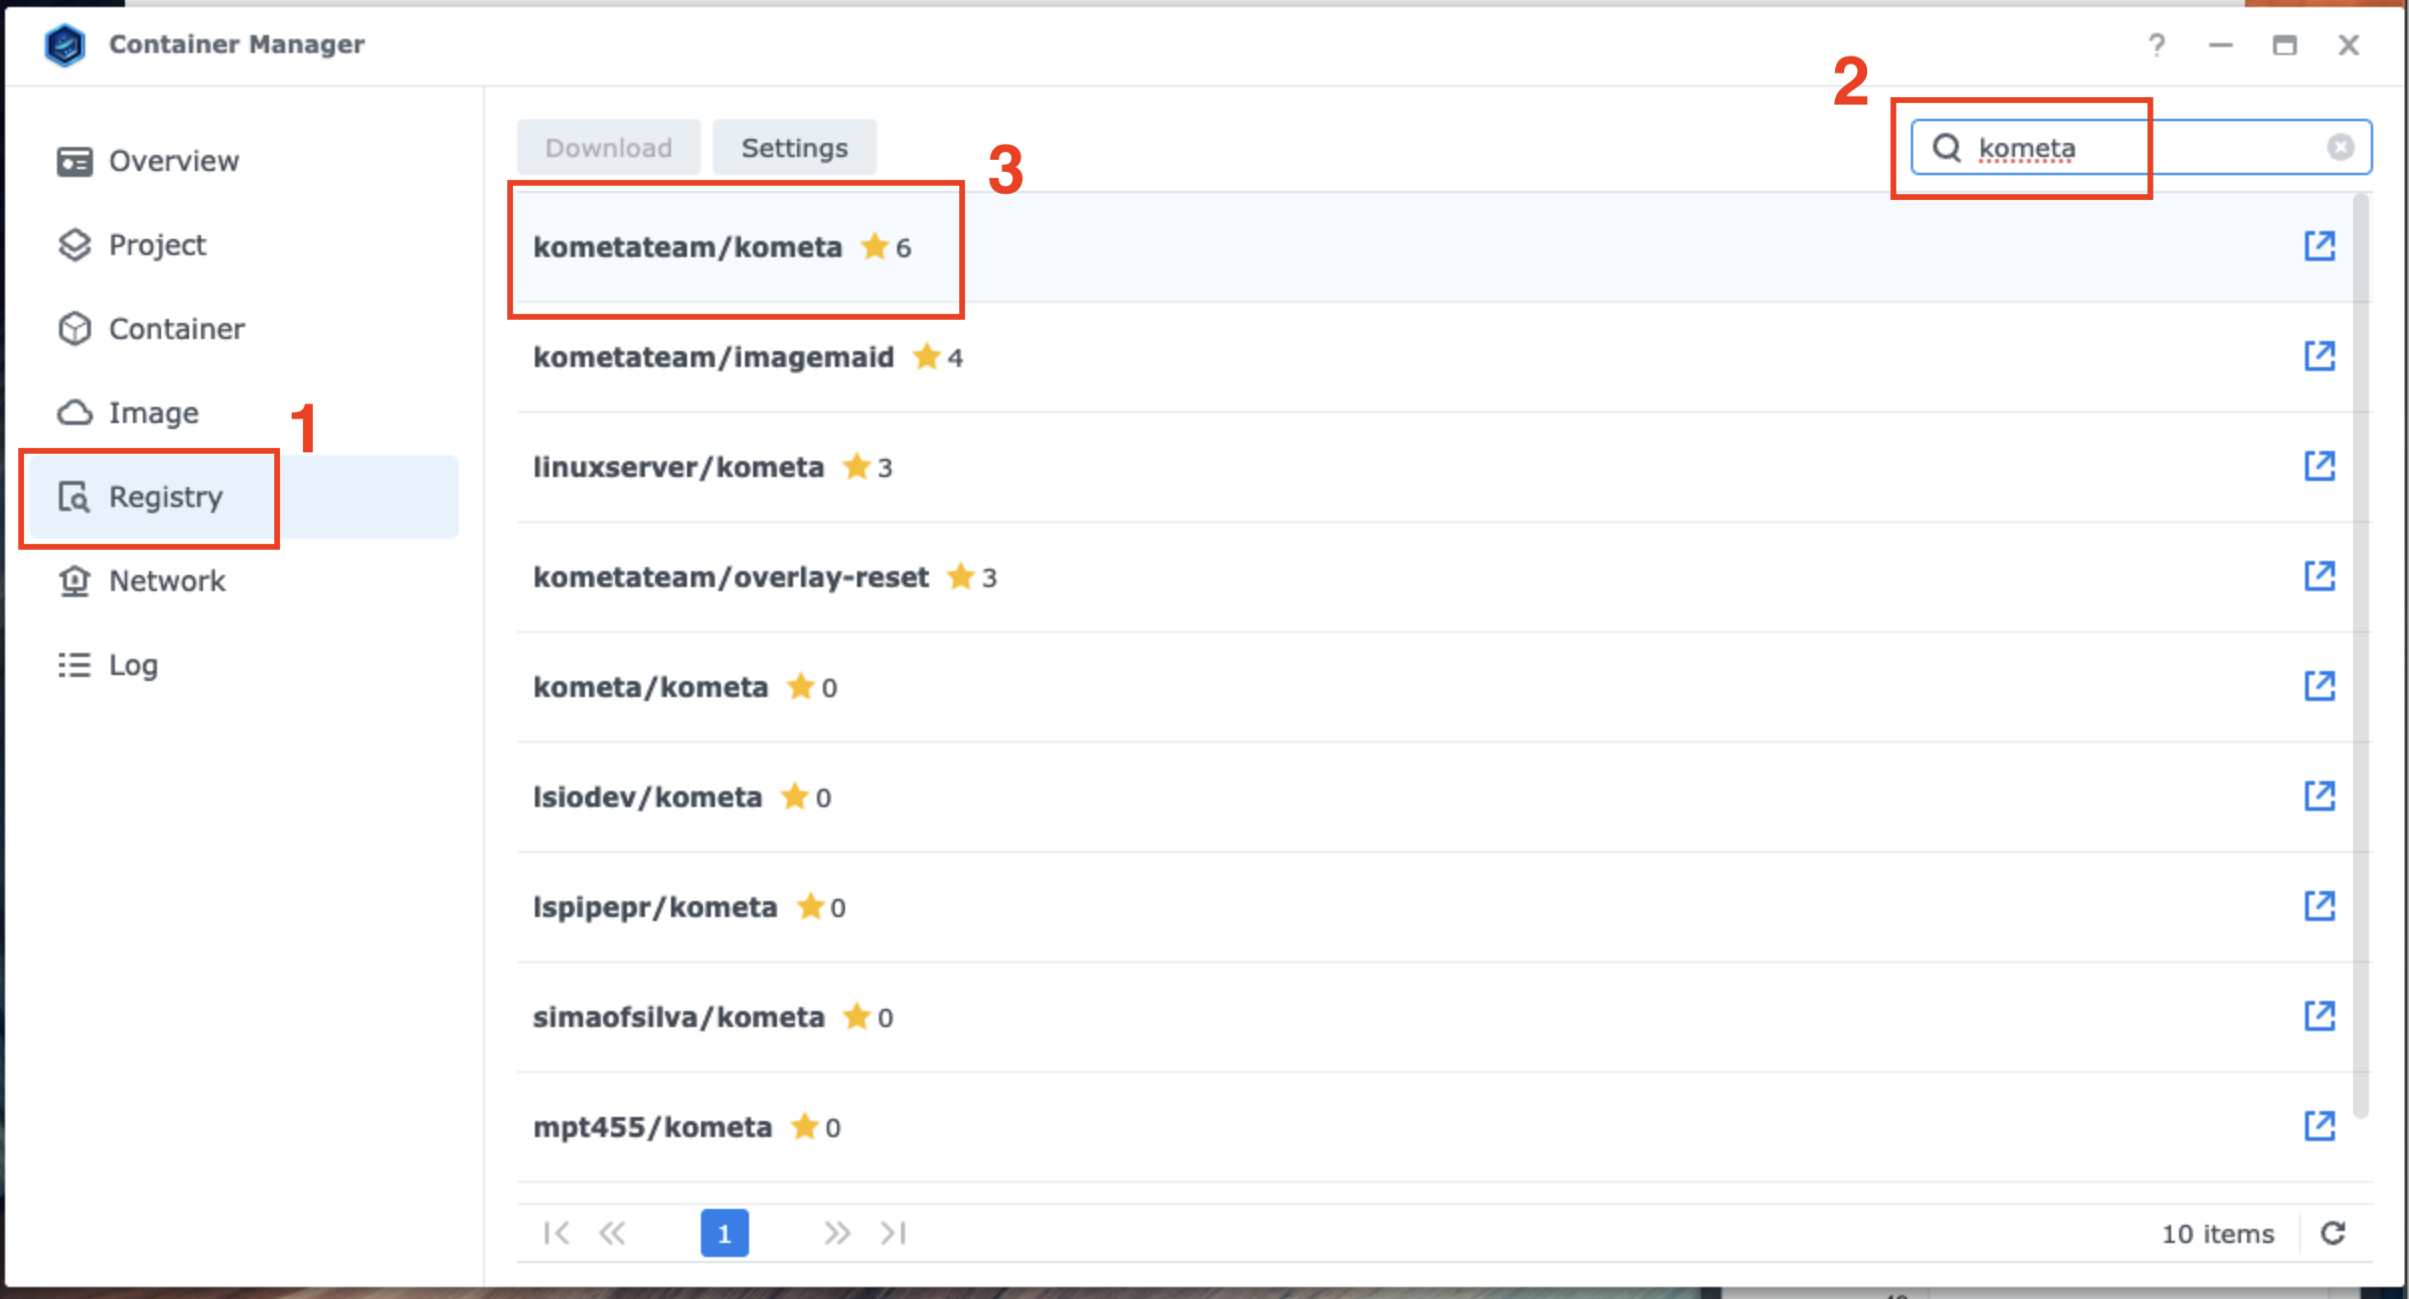 Container Manager
?
2
Overview
Project
Container
Image
1
Registry
Network
Log
Download
Settings
3
kometa
kometateam/kometa 6
kometateam/imagemaid 4
linuxserver/kometa 3
kometateam/overlay-reset 3
kometa/kometa 0
lsiodev/kometa 0
lspipepr/kometa 0
simaofsilva/kometa 0
mpt455/kometa 0
1
10 items